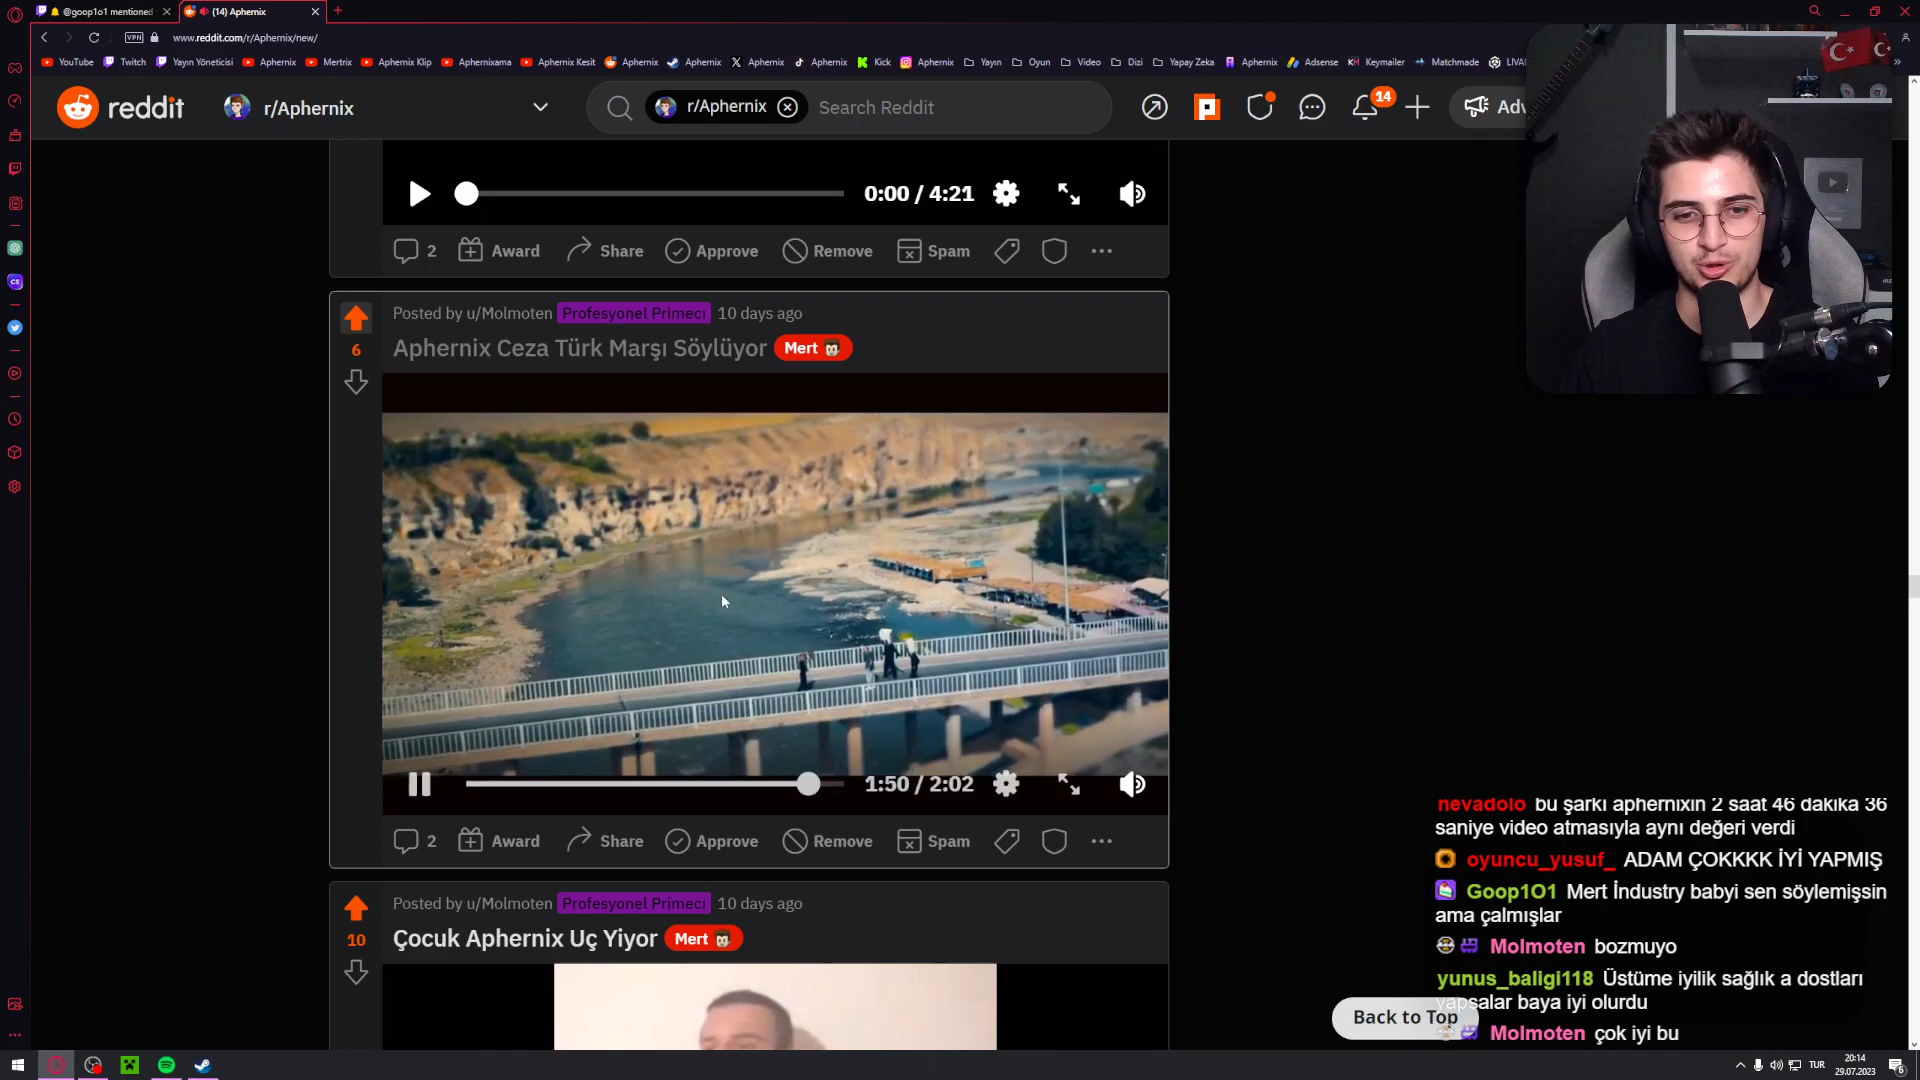 @goop1o1 mentioned
(14) Aphernix
VPN
www.reddit.com/r/Aphernix/new/
YouTube Twitch Yayın Yöneticisi Aphernix Mertrix Aphernix Klip Aphernixama Aphernix Kesit Aphernix Aphernix Aphernix Aphernix Kick Aphernix Yayın Oyun Video Dizi Yapay Zeka Aphernix Adsense Keymailer Matchmade
reddit r/Aphernix r/Aphernix Search Reddit 14 Adv
0:00 / 4:21
2 Award Share Approve Remove Spam
Posted by u/Molmoten Profesyonel Primecı 10 days ago
6
Aphernix Ceza Türk Marşı Söylüyor Mert
1:50 / 2:02
2 Award Share Approve Remove Spam
Posted by u/Molmoten Profesyonel Primecı 10 days ago
10
Çocuk Aphernix Uç Yiyor Mert
nevadolo bu şarkı aphernixin 2 saat 46 dakika 36
saniye video atmasıyla aynı değeri verdi
oyuncu_yusuf_ ADAM ÇOKKKK İYİ YAPMIŞ
Goop1O1 Mert İndustry babyi sen söylemişsin
ama çalmışlar
Molmoten bozmuyo
yunus_baligi118 Üstüme iyilik sağlık a dostları
yapsalar baya iyi olurdu
Back to Top
Molmoten çok iyi bu
TUR
20:14
29.07.2023
6